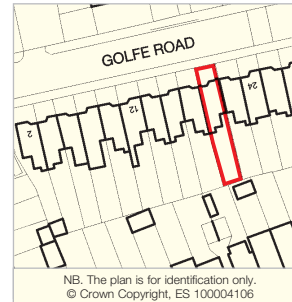 GOLFE ROAD
2
12
24
NB. The plan is for identification only.
© Crown Copyright, ES 100004106